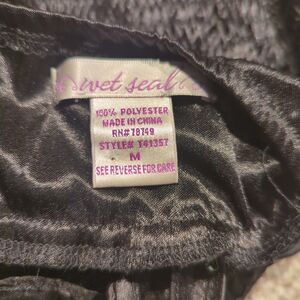 wet seal
100% POLYESTER
MADE IN CHINA
RN# 78749
STYLE# T41357
M
SEE REVERSE FOR CARE